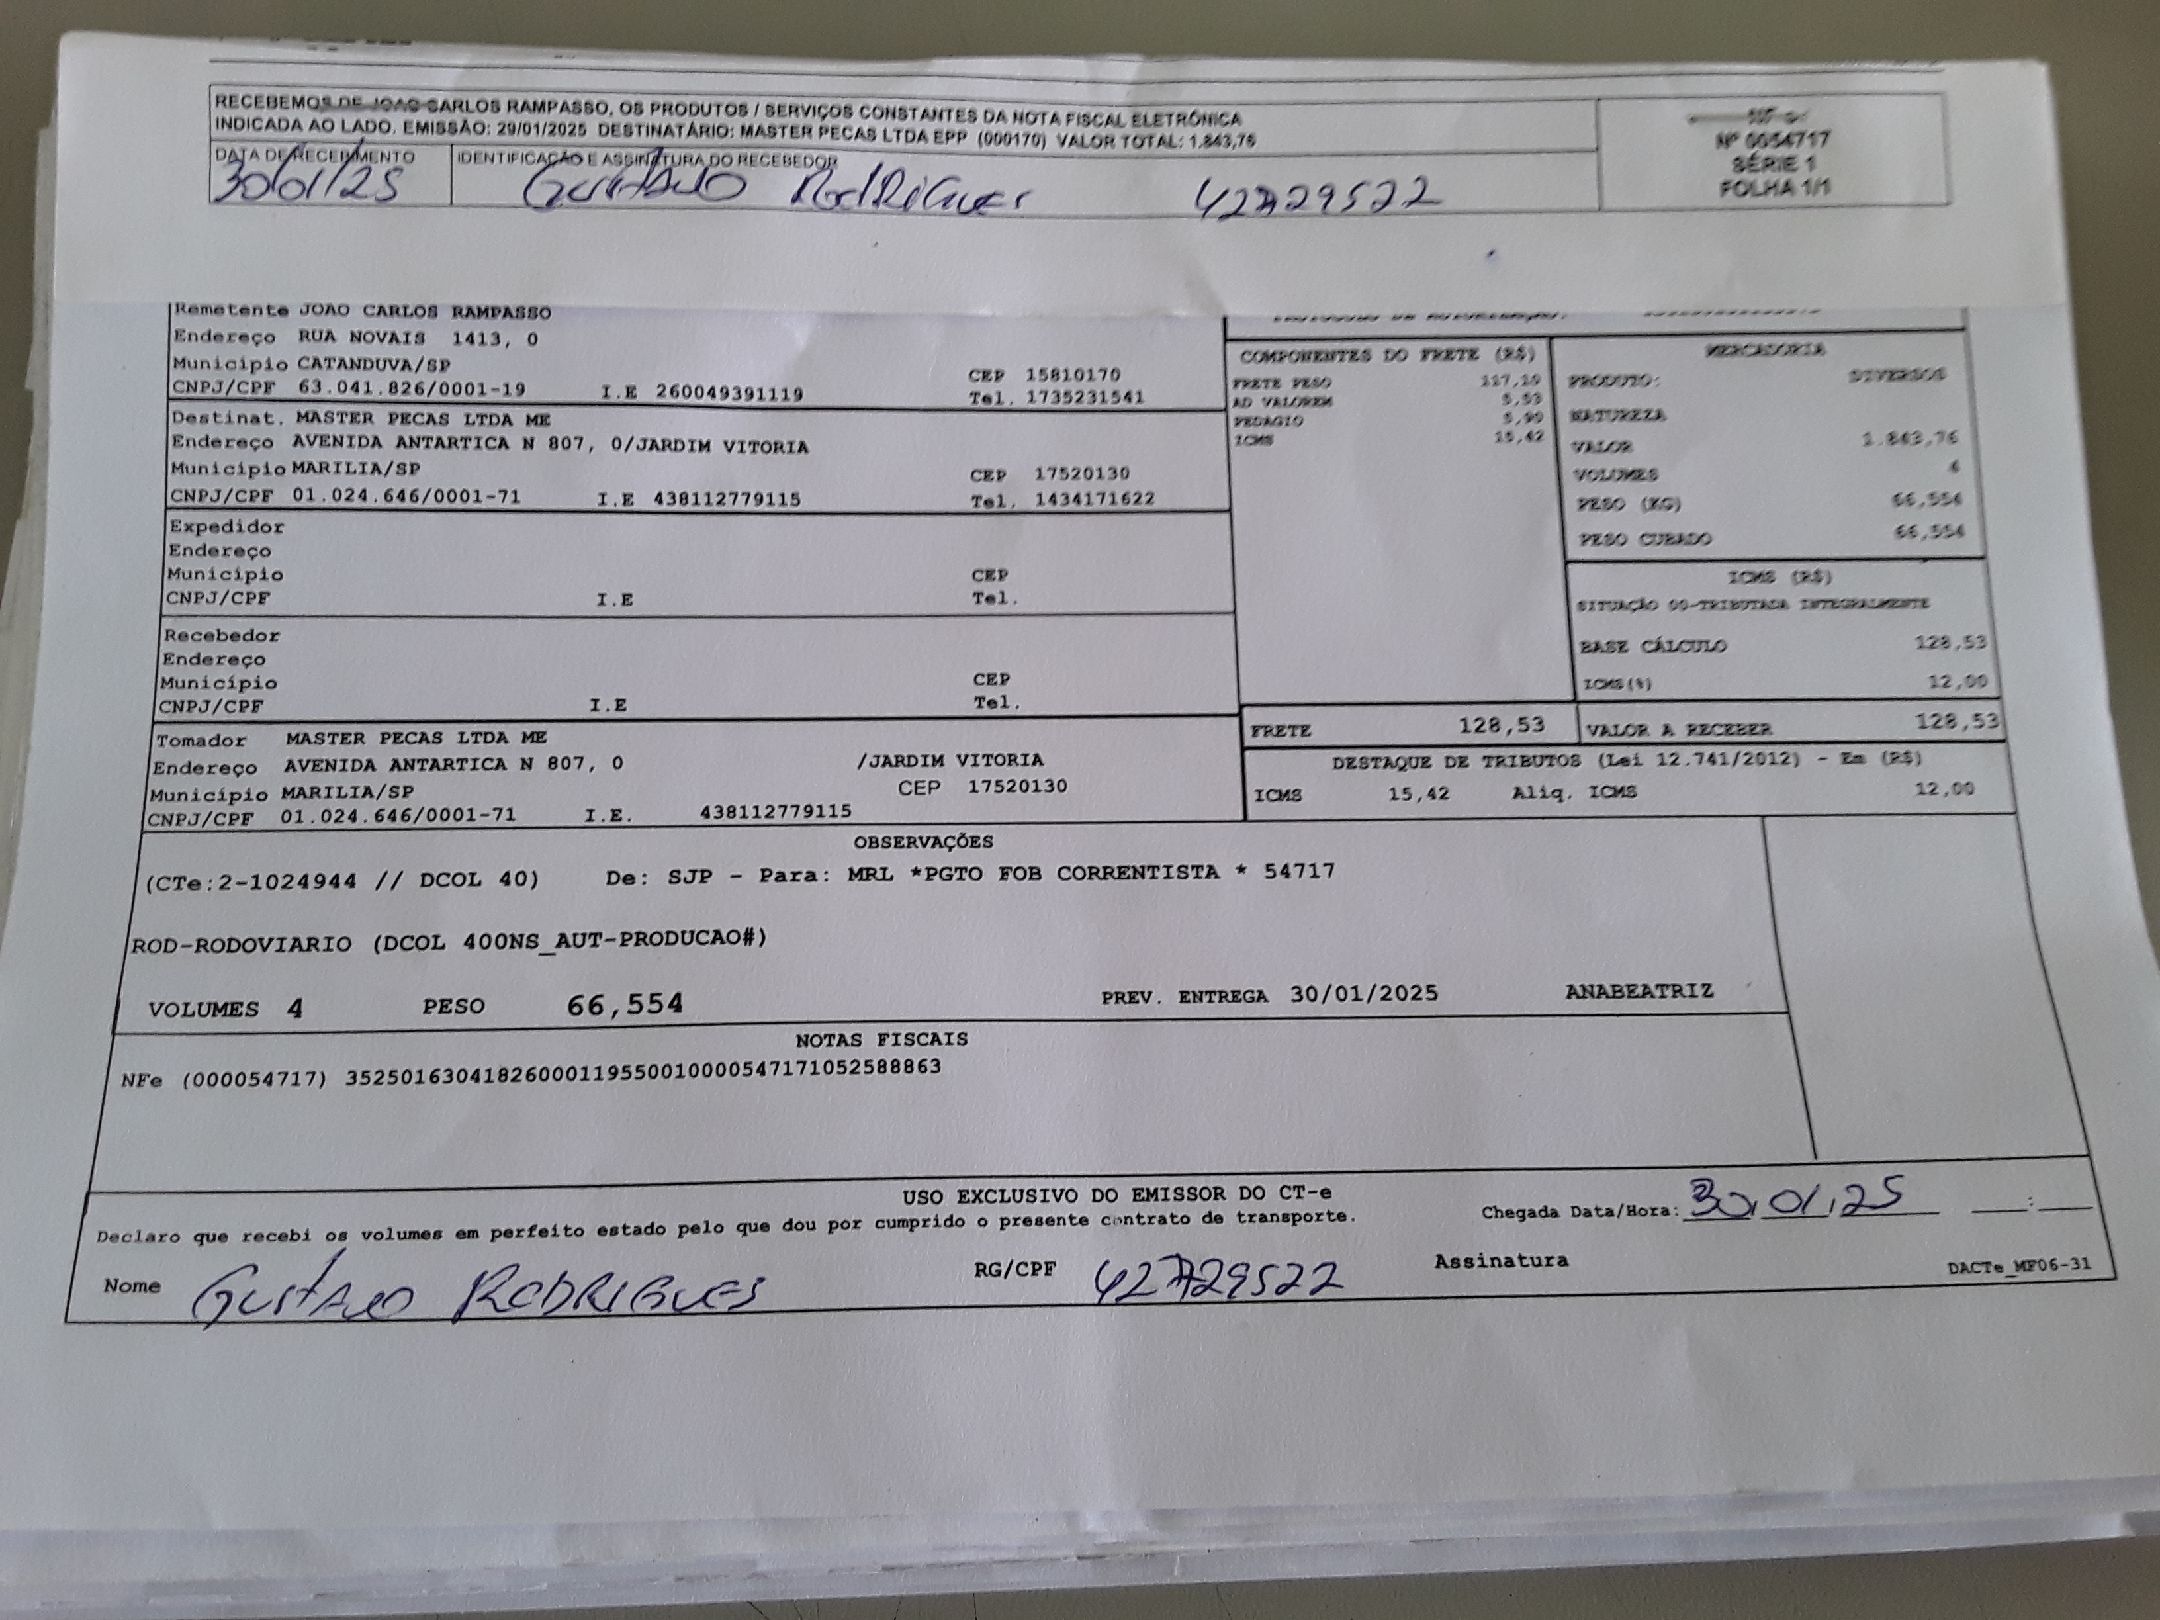 RECEBEMOS DE JOAO CARLOS RAMPASSO, OS PRODUTOS / SERVIÇOS CONSTANTES DA NOTA FISCAL ELETRÔNICA
INDICADA AO LADO. EMISSÃO: 29/01/2025 DESTINATÁRIO: MASTER PECAS LTDA EPP (000170) VALOR TOTAL: 1.843,76
DATA DE RECEBIMENTO
30/01/25
IDENTIFICAÇÃO E ASSINATURA DO RECEBEDOR
Gustavo Rodrigues 427729522
Nº 0054717
SÉRIE 1
FOLHA 1/1
Remetente JOAO CARLOS RAMPASSO
Endereço RUA NOVAIS 1413, 0
Município CATANDUVA/SP CEP 15810170
CNPJ/CPF 63.041.826/0001-19 I.E 260049391119 Tel. 1735231541
Destinat. MASTER PECAS LTDA ME
Endereço AVENIDA ANTARTICA N 807, 0/JARDIM VITORIA
Município MARILIA/SP CEP 17520130
CNPJ/CPF 01.024.646/0001-71 I.E 438112779115 Tel. 1434171622
Expedidor
Endereço
Município CEP
CNPJ/CPF I.E Tel.
Recebedor
Endereço
Município CEP
CNPJ/CPF I.E Tel.
Tomador MASTER PECAS LTDA ME
Endereço AVENIDA ANTARTICA N 807, 0 /JARDIM VITORIA
Município MARILIA/SP CEP 17520130
CNPJ/CPF 01.024.646/0001-71 I.E. 438112779115
COMPONENTES DO FRETE (R$)
FRETE PESO
AD VALOREM 5,53
PEDAGIO
ICMS 15,42
MERCADORIA
PRODUTO: DIVERSOS
NATUREZA
VALOR 1.843,76
VOLUMES 4
PESO (KG) 66,554
PESO CUBADO 66,554
ICMS (R$)
SITUAÇÃO 00-TRIBUTADA INTEGRALMENTE
BASE CÁLCULO 128,53
ICMS(%) 12,00
FRETE 128,53 VALOR A RECEBER 128,53
DESTAQUE DE TRIBUTOS (Lei 12.741/2012) - Em (R$)
ICMS 15,42 Aliq. ICMS 12,00
OBSERVAÇÕES
(CTe:2-1024944 // DCOL 40) De: SJP - Para: MRL *PGTO FOB CORRENTISTA * 54717
ROD-RODOVIARIO (DCOL 400NS_AUT-PRODUCAO#)
VOLUMES 4 PESO 66,554 PREV. ENTREGA 30/01/2025 ANABEATRIZ
NOTAS FISCAIS
NFe (000054717) 35250163041826000119550010000547171052588863
USO EXCLUSIVO DO EMISSOR DO CT-e
Declaro que recebi os volumes em perfeito estado pelo que dou por cumprido o presente contrato de transporte.
Chegada Data/Hora: 30/01/25 __:__
Nome Gustavo RODRIGUES RG/CPF 427729522 Assinatura
DACTe_MF06-31